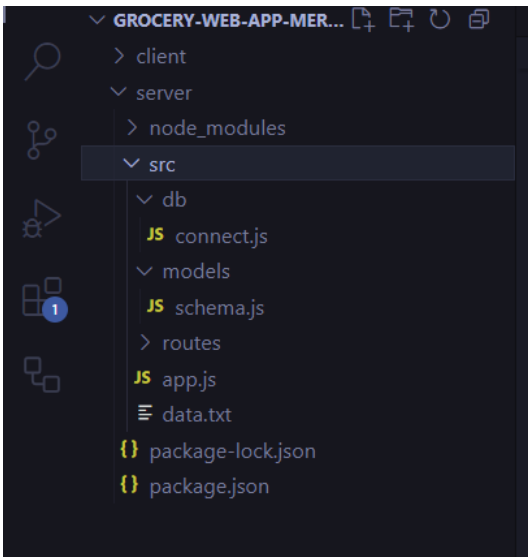 GROCERY-WEB-APP-MER...
client
server
node_modules
src
db
JS connect.js
models
JS schema.js
routes
JS app.js
data.txt
{} package-lock.json
{} package.json
1